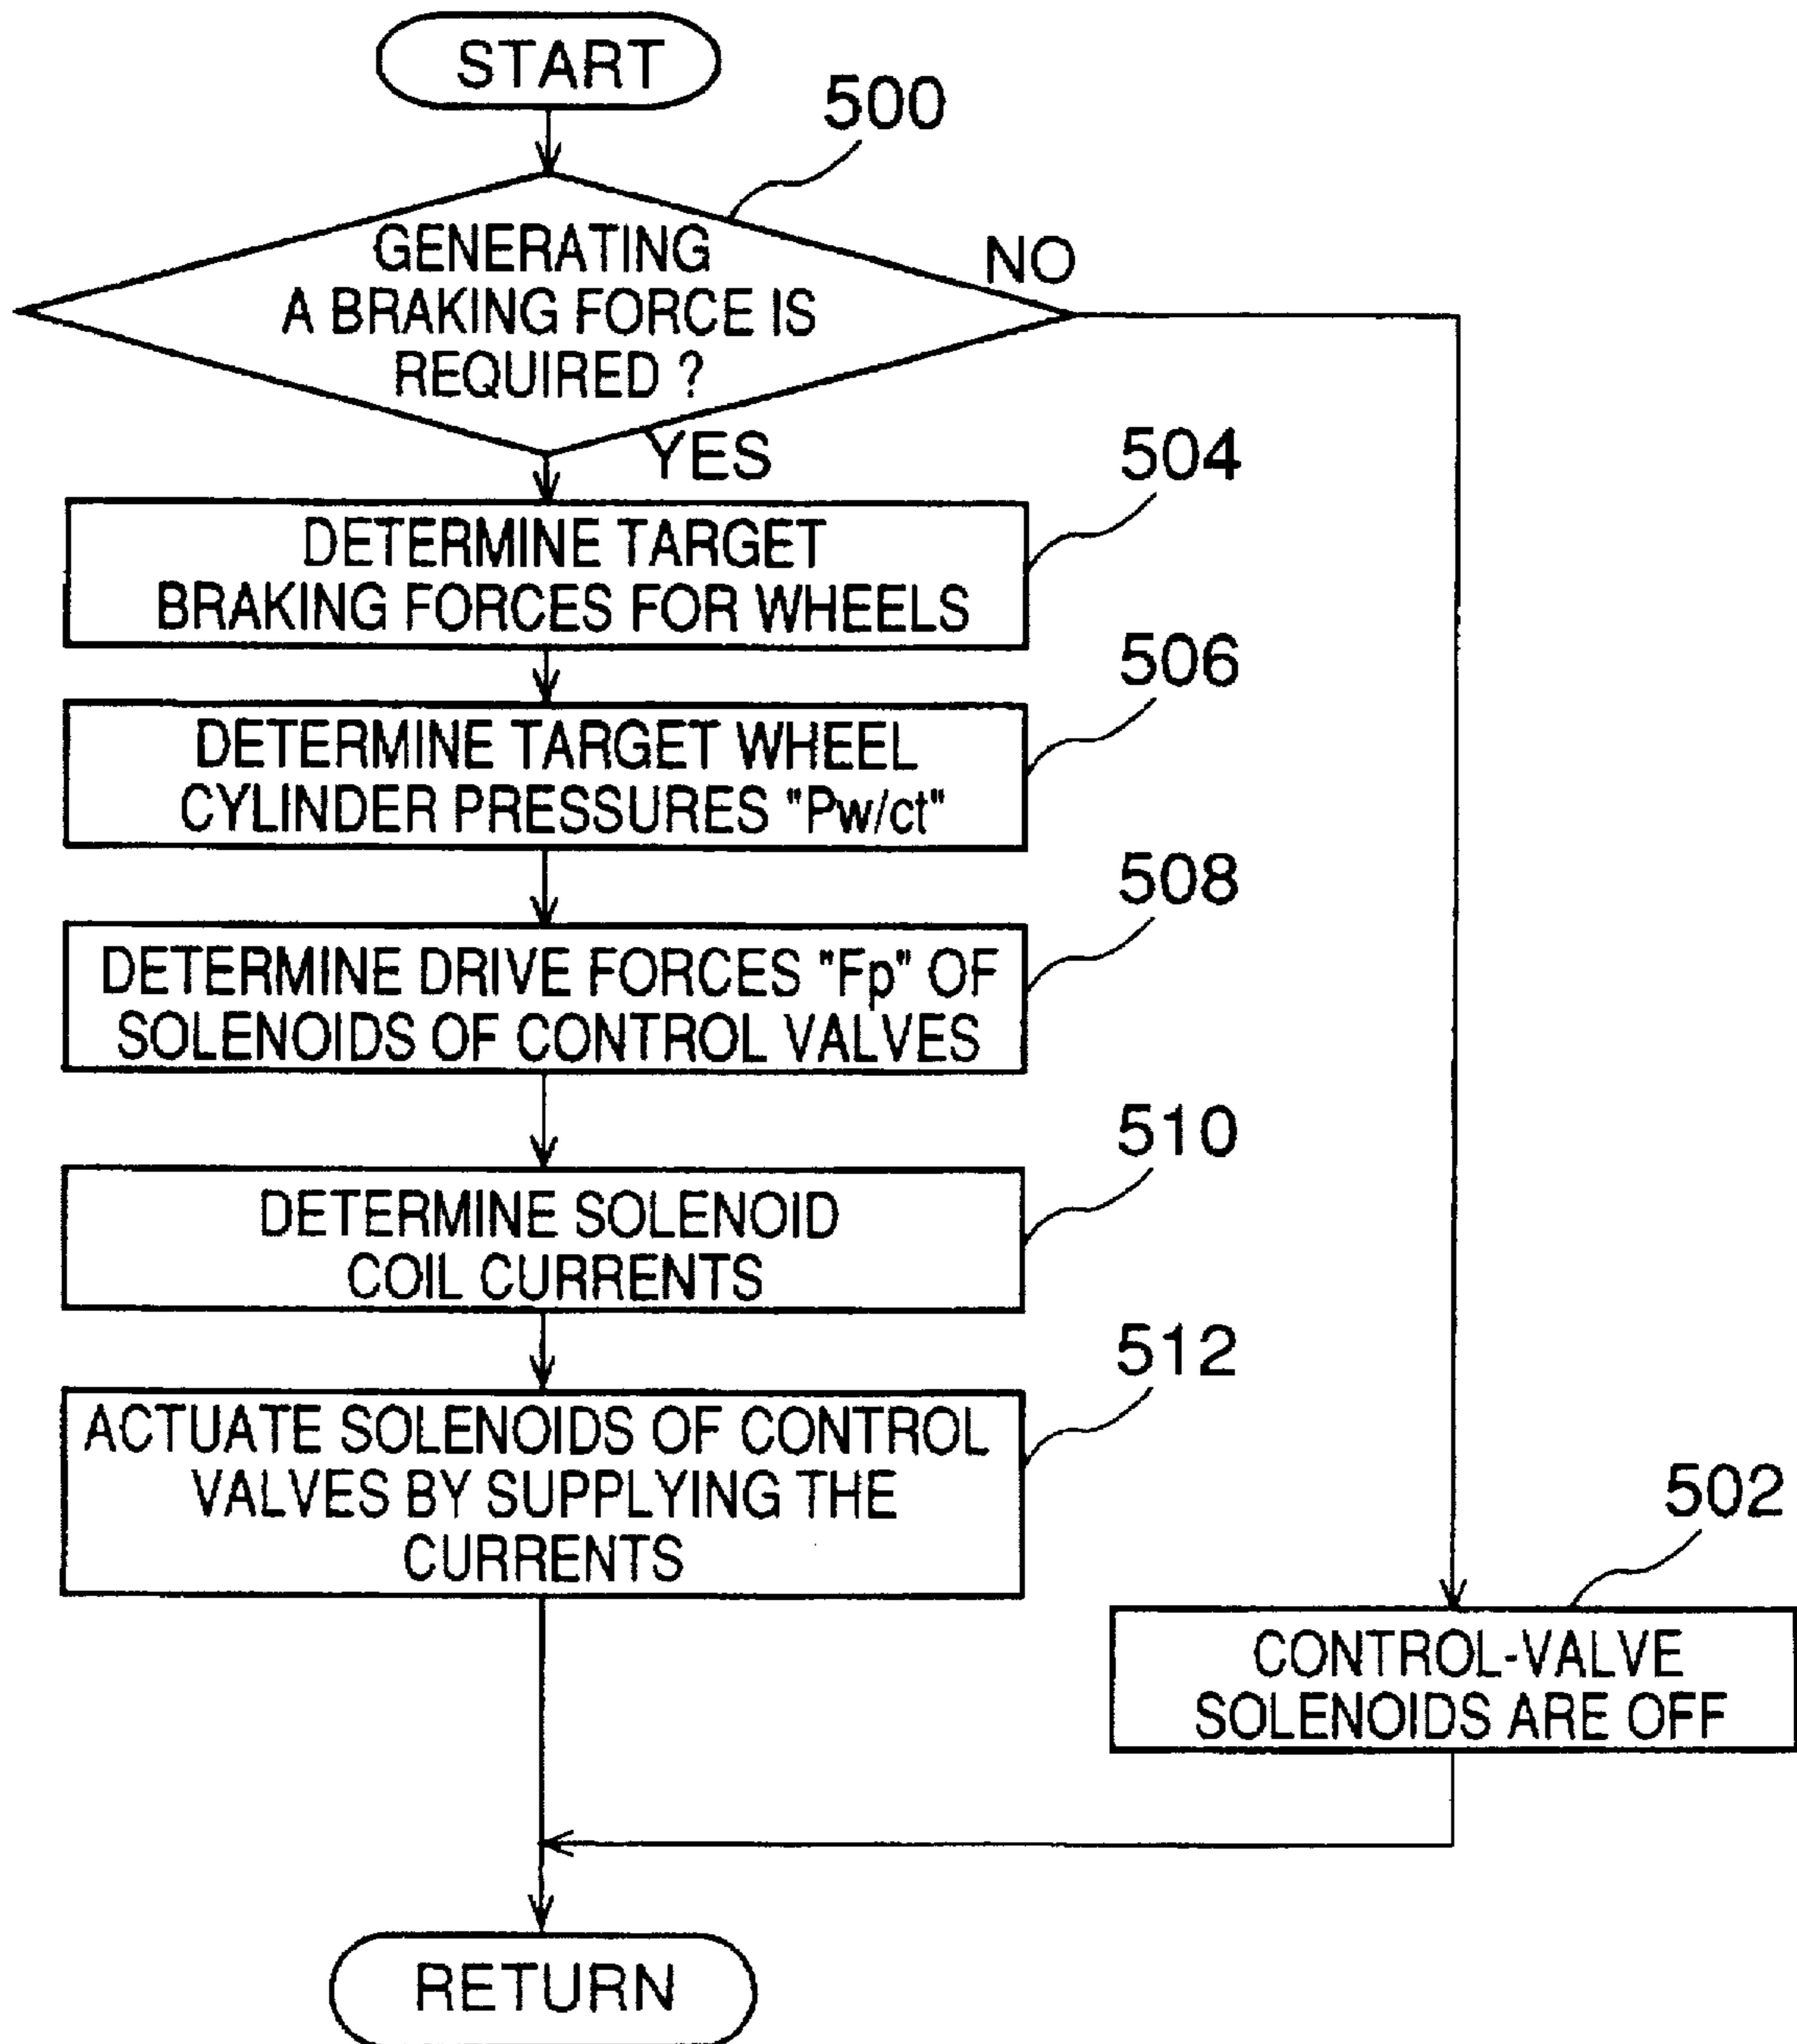 START
500
GENERATING
A BRAKING FORCE IS
REQUIRED ?
NO
YES
504
DETERMINE TARGET
BRAKING FORCES FOR WHEELS
506
DETERMINE TARGET WHEEL
CYLINDER PRESSURES "Pw/ct"
508
DETERMINE DRIVE FORCES "Fp" OF
SOLENOIDS OF CONTROL VALVES
510
DETERMINE SOLENOID
COIL CURRENTS
512
ACTUATE SOLENOIDS OF CONTROL
VALVES BY SUPPLYING THE
CURRENTS
502
CONTROL-VALVE
SOLENOIDS ARE OFF
RETURN